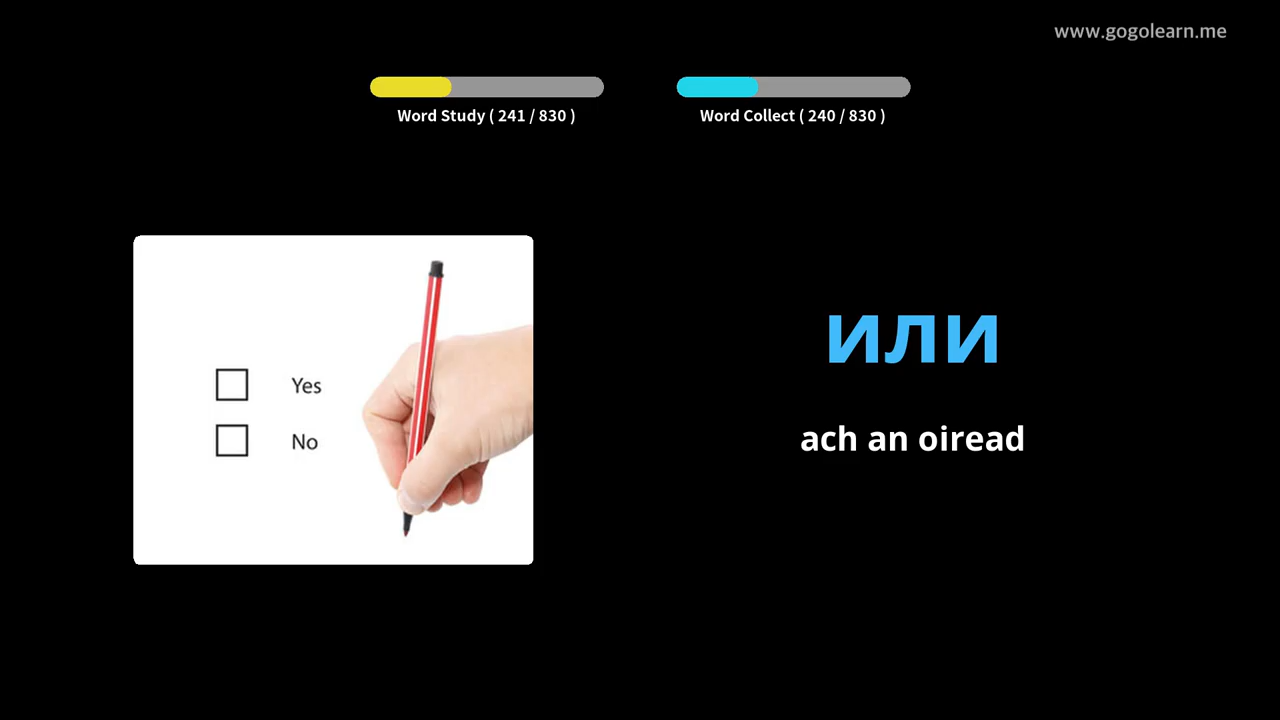 www.gogolearn.me
Word Study ( 241 / 830 )
Word Collect ( 240 / 830 )
Yes
No
или
ach an oiread